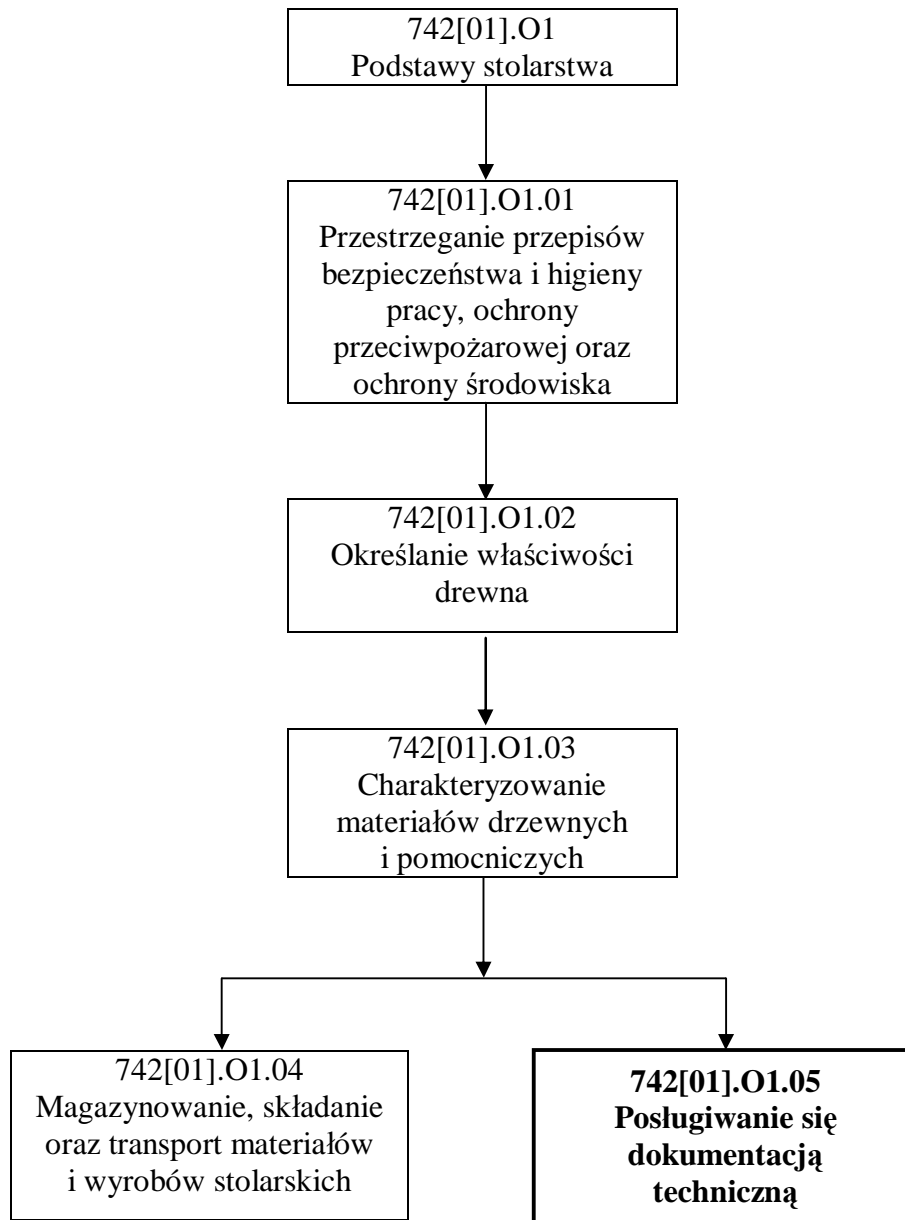 742[01].O1
Podstawy stolarstwa
742[01].O1.01
Przestrzeganie przepisów
bezpieczeństwa i higieny
pracy, ochrony
przeciwpożarowej oraz
ochrony środowiska
742[01].O1.02
Określanie właściwości
drewna
742[01].O1.03
Charakteryzowanie
materiałów drzewnych
i pomocniczych
742[01].O1.04
Magazynowanie, składanie
oraz transport materiałów
i wyrobów stolarskich
742[01].O1.05
Posługiwanie się
dokumentacją
techniczną